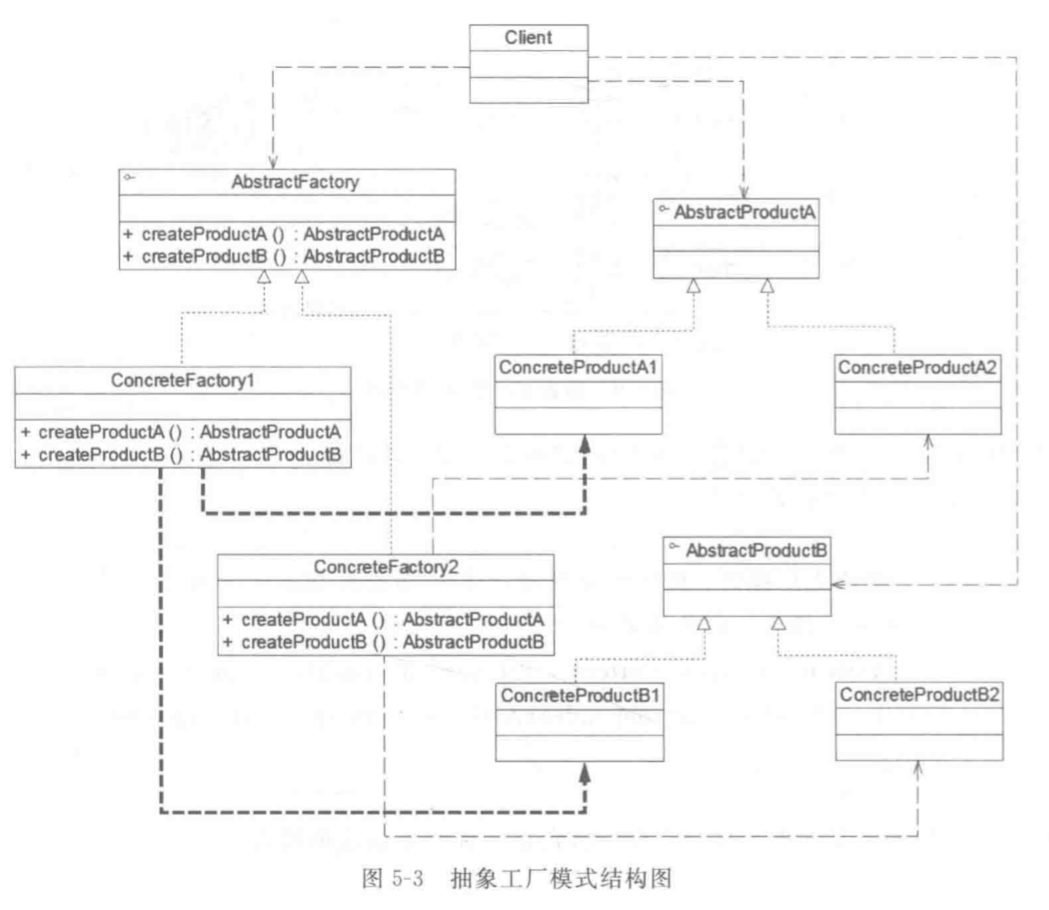 Client
AbstractFactory
+ createProductA () : AbstractProductA
+ createProductB () : AbstractProductB
AbstractProductA
ConcreteFactory1
+ createProductA () : AbstractProductA
+ createProductB () : AbstractProductB
ConcreteProductA1
ConcreteProductA2
ConcreteFactory2
+ createProductA () : AbstractProductA
+ createProductB () : AbstractProductB
AbstractProductB
ConcreteProductB1
ConcreteProductB2
图 5-3 抽象工厂模式结构图